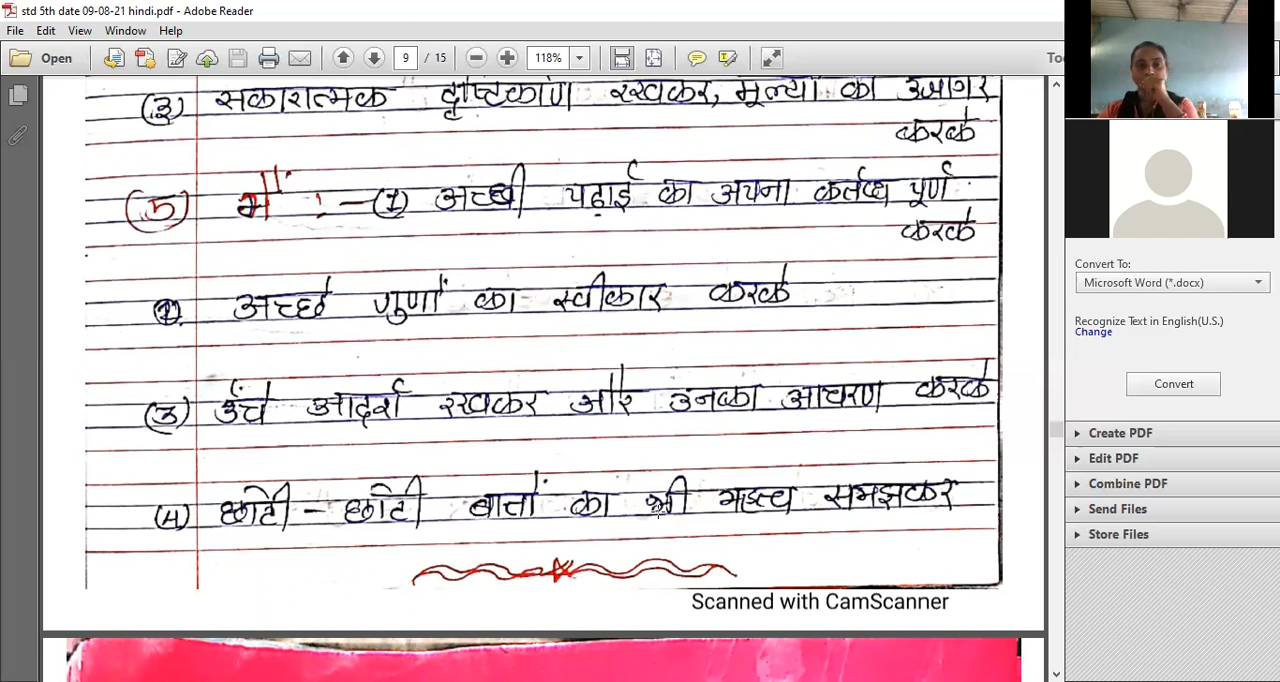 std 5th date 09-08-21 hindi.pdf - Adobe Reader
File Edit View Window Help
Open 9 / 15 118%
(३) सकारात्मक दृष्टिकोण रखकर, मूल्यों को उजागर
करके
(5) मैं :- (1) अच्छी पढ़ाई का अपना कर्तव्य पूर्ण
करके
अच्छे गुणों का स्वीकार करके
(3) ऊँचे आदर्श रखकर और उनका आचरण करके
(4) छोटी - छोटी बातों का भी महत्व समझकर
Scanned with CamScanner
Convert To:
Microsoft Word (*.docx)
Recognize Text in English(U.S.)
Change
Convert
Create PDF
Edit PDF
Combine PDF
Send Files
Store Files